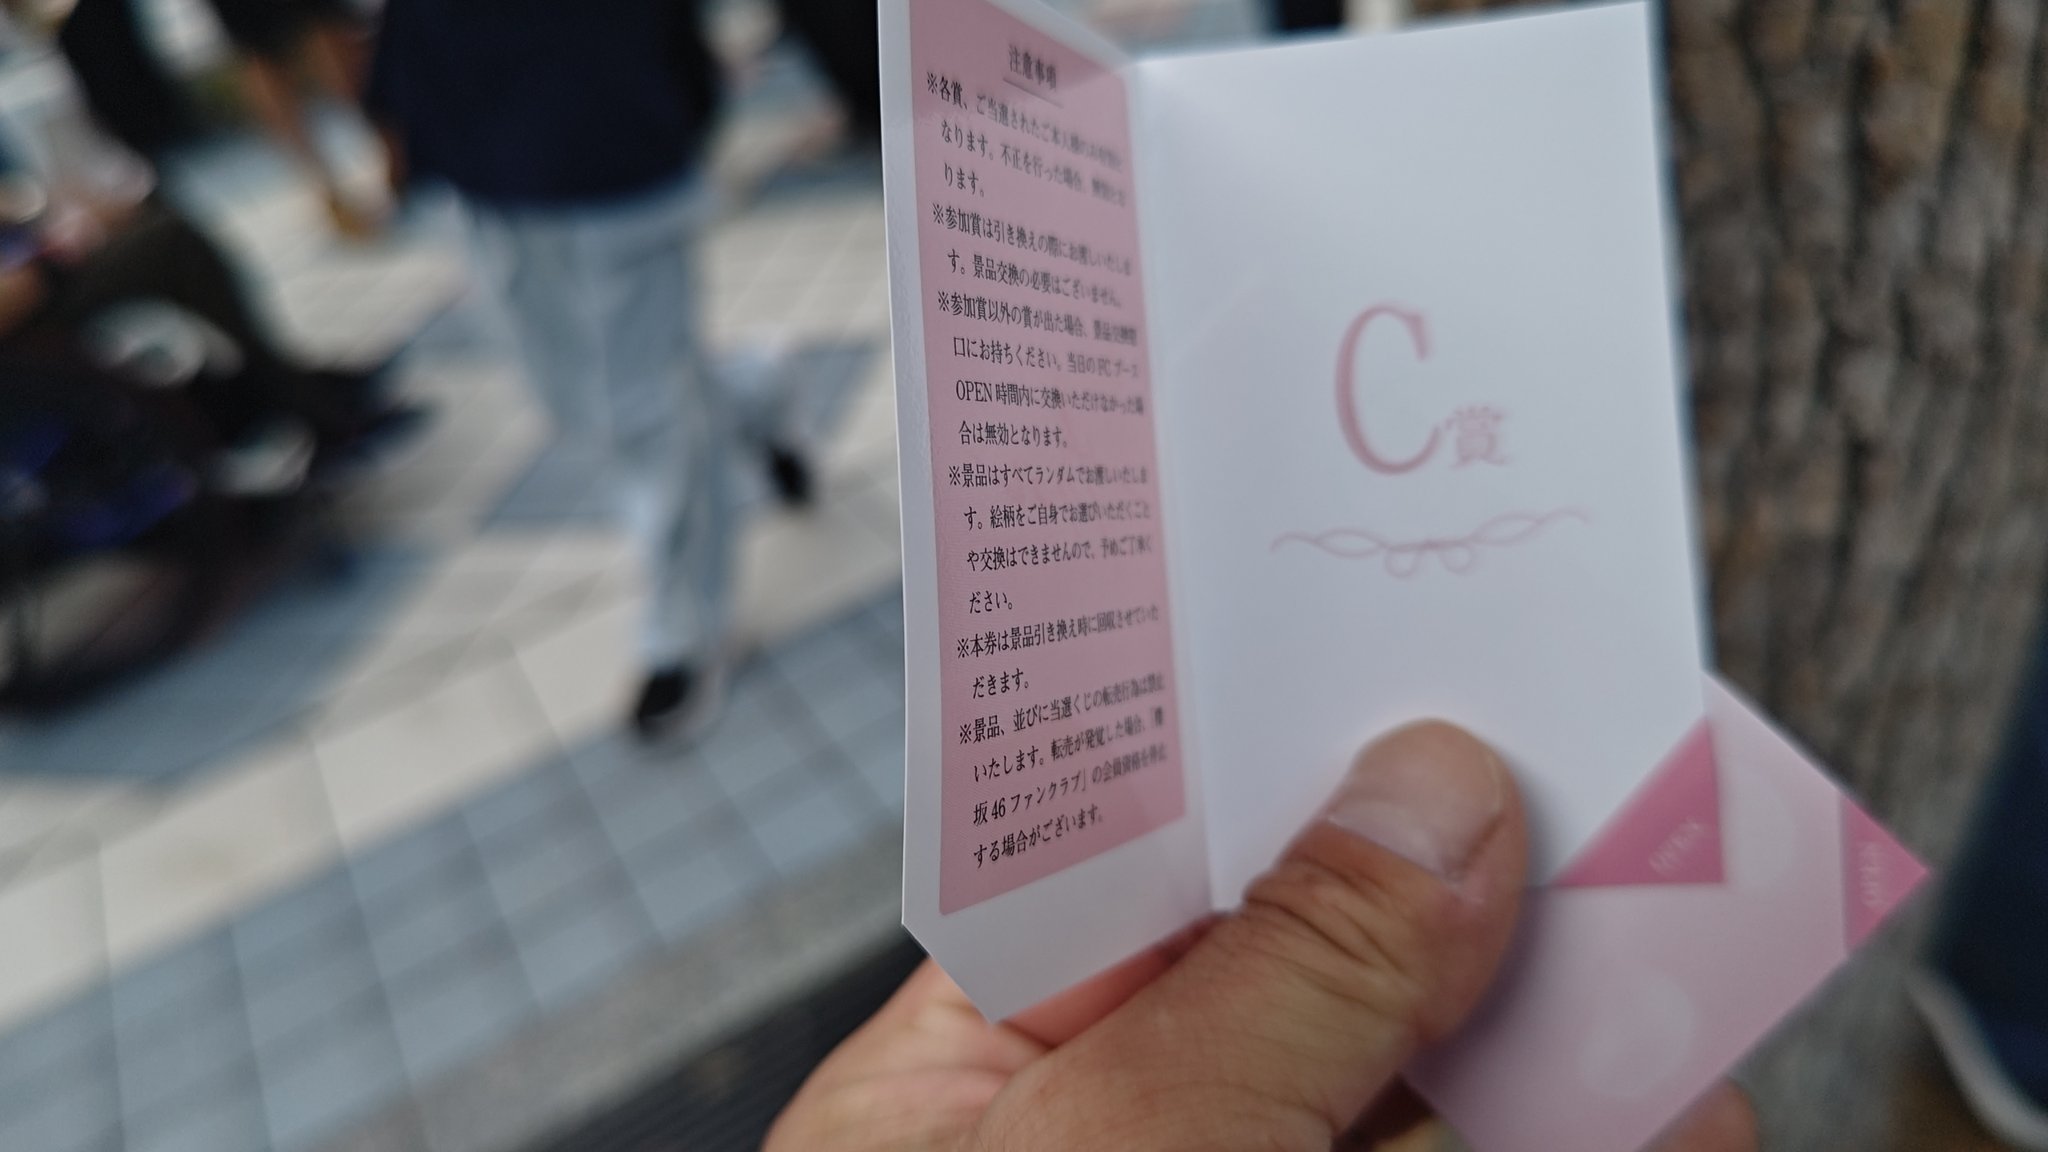 注意事項
※各賞、ご当選されたご本人様のみ有効と
なります。不正を行った場合、無効とな
ります。
※参加賞は引き換えの際にお渡しいたしま
す。景品交換の必要はございません。
※参加賞以外の賞が出た場合、景品交換窓
口にお持ちください。当日のFCブース
OPEN時間内に交換いただけなかった場
合は無効となります。
※景品はすべてランダムでお渡しいたしま
す。絵柄をご自身でお選びいただくこと
や交換はできませんので、予めご了承く
ださい。
※本券は景品引き換え時に回収させていた
だきます。
※景品、並びに当選くじの転売行為は禁止
いたします。転売が発覚した場合、「櫻
坂46ファンクラブ」の会員資格を停止
する場合がございます。
C賞